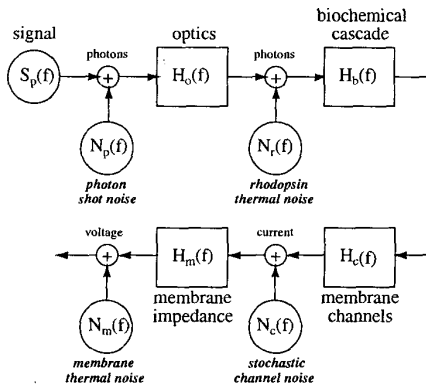 signal
optics
biochemical
cascade
photons
photons
S_p(f)
+
H_o(f)
+
H_b(f)
N_p(f)
N_r(f)
photon
shot noise
rhodopsin
thermal noise
voltage
current
+
H_m(f)
+
H_c(f)
membrane
impedance
membrane
channels
N_m(f)
N_c(f)
membrane
thermal noise
stochastic
channel noise